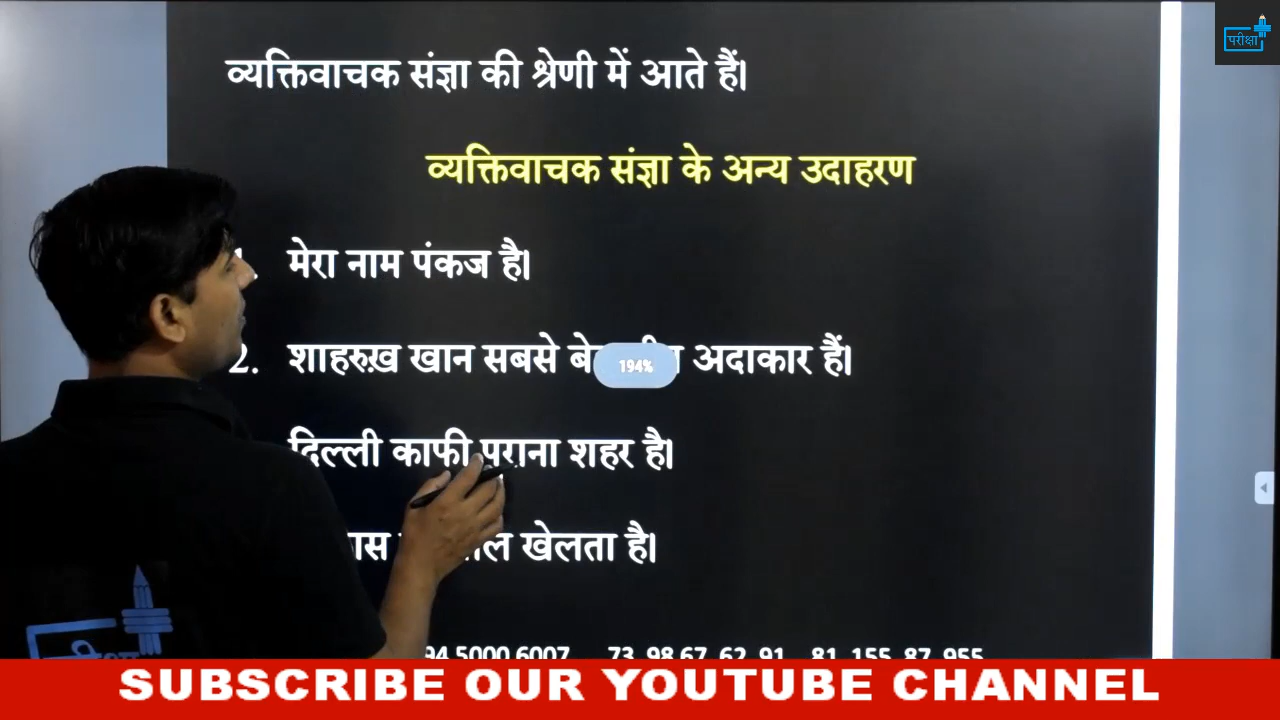 परीक्षा
व्यक्तिवाचक संज्ञा की श्रेणी में आते हैं।
व्यक्तिवाचक संज्ञा के अन्य उदाहरण
मेरा नाम पंकज है।
2. शाहरुख़ खान सबसे अदाकार हैं।
194%
दिल्ली काफी पुराना शहर है।
खेलता है।
94 5000 6007 73 98 67 62 91 81 155 87 955
SUBSCRIBE OUR YOUTUBE CHANNEL